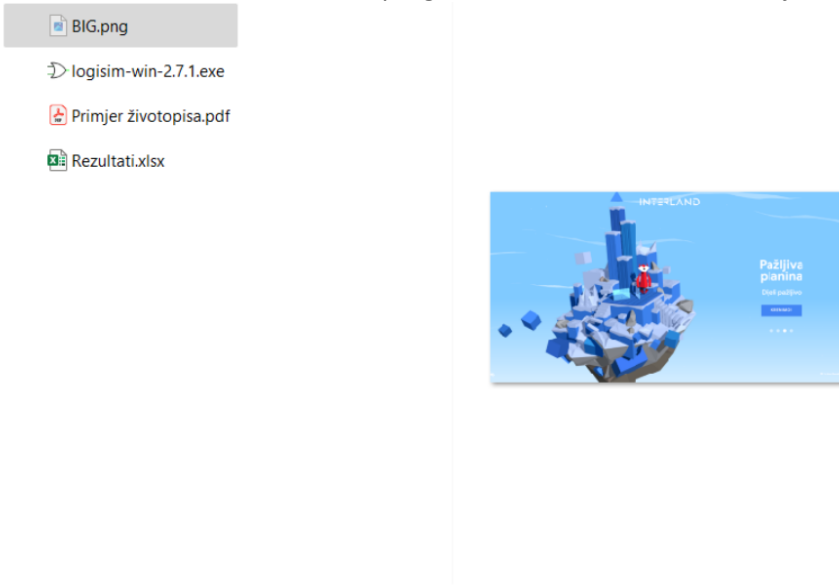 BIG.png
logisim-win-2.7.1.exe
Primjer životopisa.pdf
Rezultati.xlsx
INTERLAND
Pažljiva
planina
Dijeli pažljivo